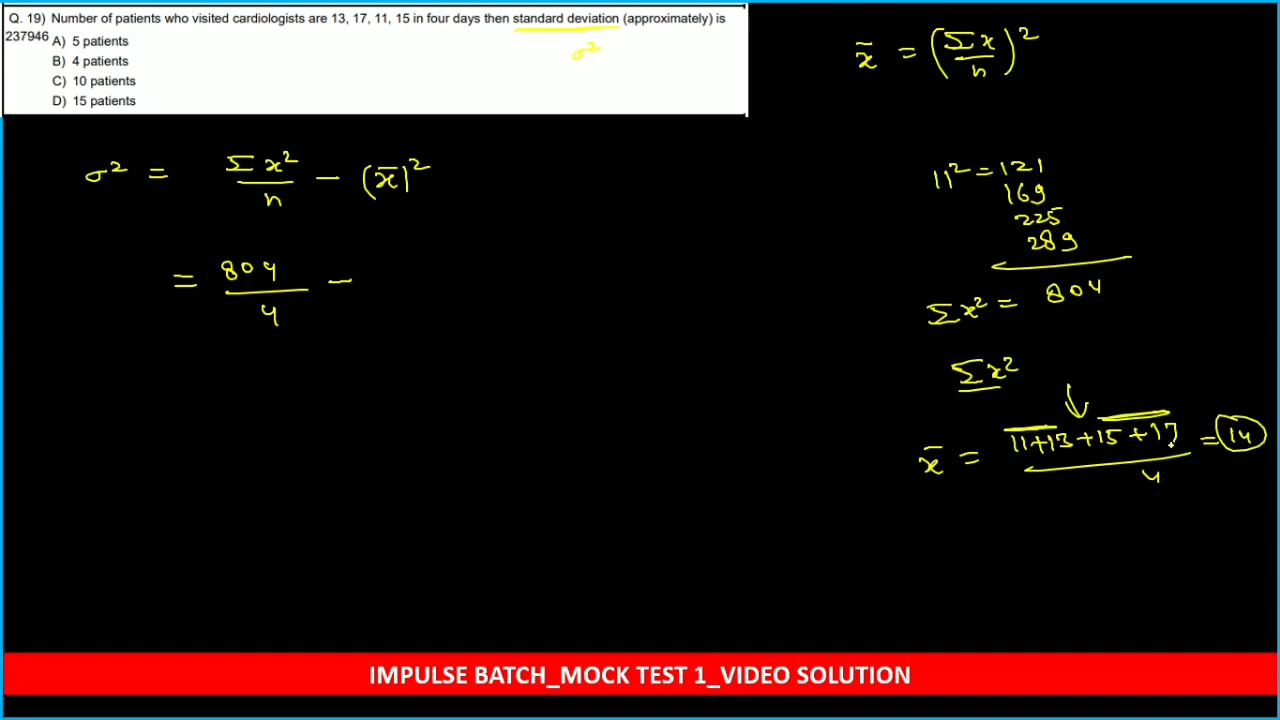 Q. 19) Number of patients who visited cardiologists are 13, 17, 11, 15 in four days then standard deviation (approximately) is
237946
A) 5 patients
B) 4 patients
C) 10 patients
D) 15 patients
σ²
x̄ = (Σx/n)²
σ² = Σx²/n − (x̄)²
= 804/4 −
11² = 121
169
225
289
Σx² = 804
Σx²
x̄ = 11+13+15+17/4 = 14
IMPULSE BATCH_MOCK TEST 1_VIDEO SOLUTION